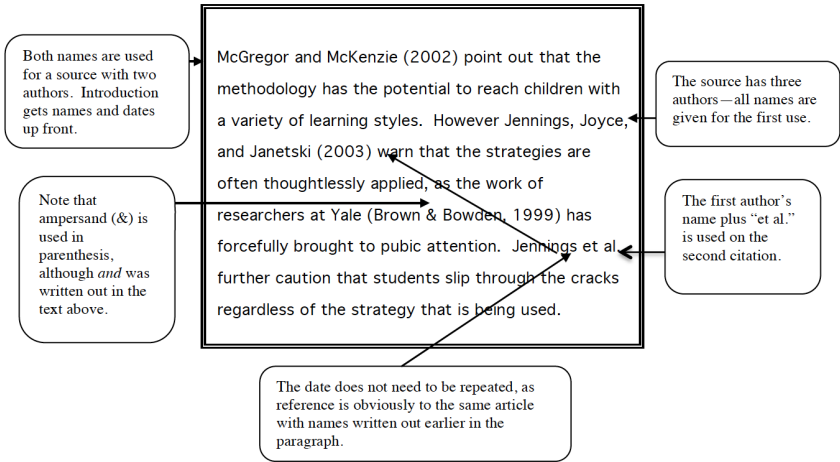 Both names are used
for a source with two
authors.  Introduction
gets names and dates
up front.
McGregor and McKenzie (2002) point out that the
methodology has the potential to reach children with
a variety of learning styles.  However Jennings, Joyce,
and Janetski (2003) warn that the strategies are
often thoughtlessly applied, as the work of
researchers at Yale (Brown & Bowden, 1999) has
forcefully brought to pubic attention.  Jennings et al.
further caution that students slip through the cracks
regardless of the strategy that is being used.
The source has three
authors—all names are
given for the first use.
Note that
ampersand (&) is
used in
parenthesis,
although and was
written out in the
text above.
The first author's
name plus “et al.”
is used on the
second citation.
The date does not need to be repeated, as
reference is obviously to the same article
with names written out earlier in the
paragraph.